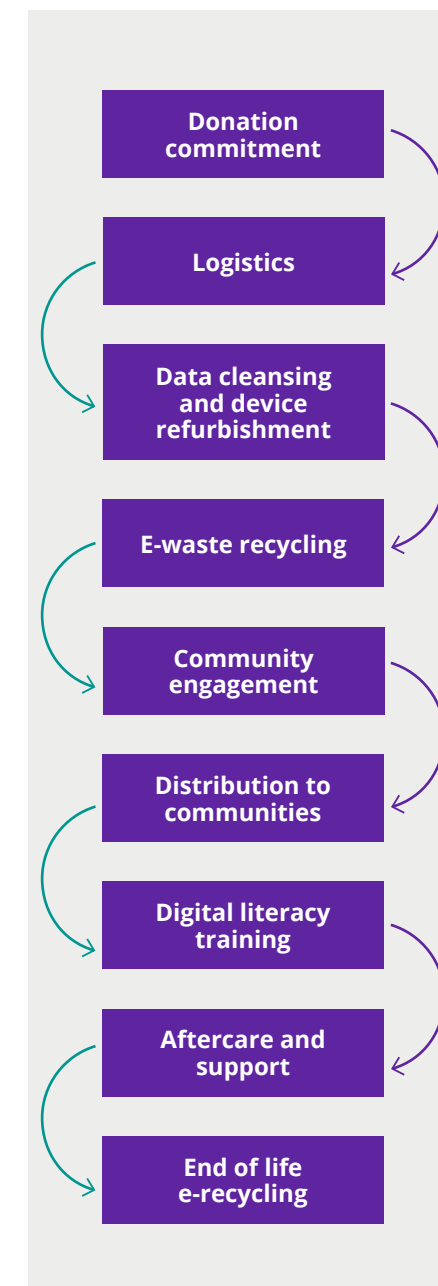 Donation
commitment
Logistics
Data cleansing
and device
refurbishment
E-waste recycling
Community
engagement
Distribution to
communities
Digital literacy
training
Aftercare and
support
End of life
e-recycling